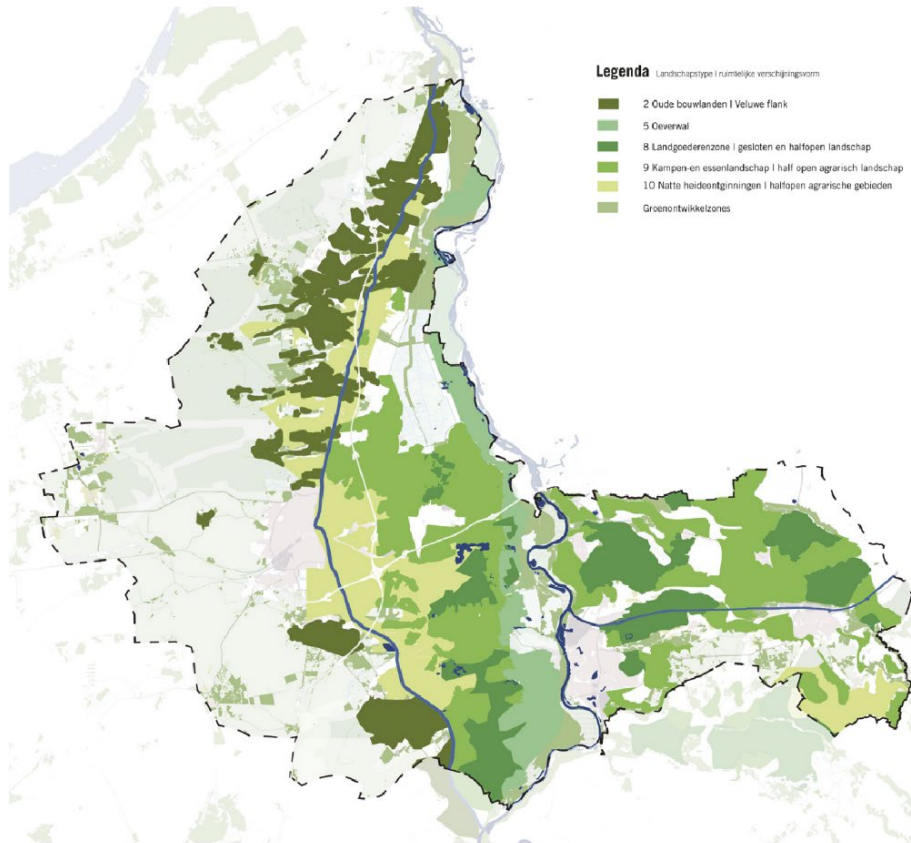 Legenda Landschapstype | ruimtelijke verschijningsvorm
2 Oude bouwlanden | Veluwe flank
5 Oeverwal
8 Landgoederenzone | gesloten en halfopen landschap
9 Kampen-en essenlandschap | half open agrarisch landschap
10 Natte heideontginningen | halfopen agrarische gebieden
Groenontwikkelzones